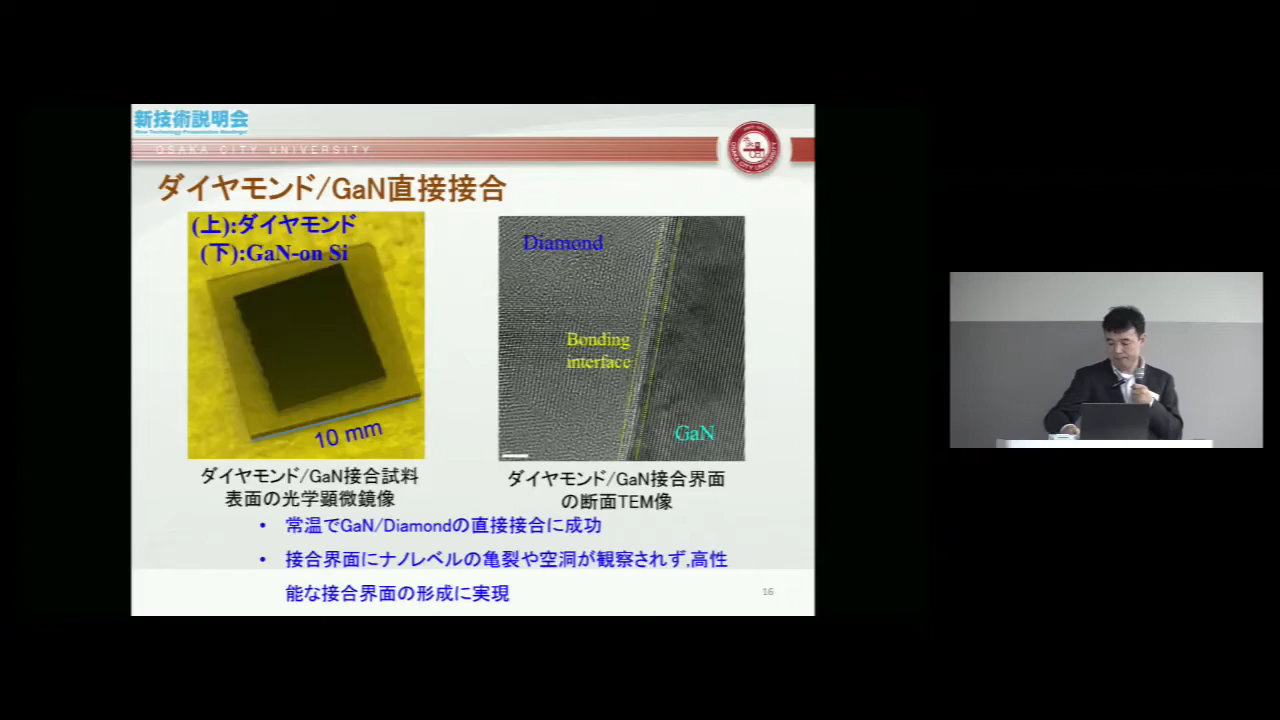 新技術説明会
New Technology Presentation Meetings!
OSAKA CITY UNIVERSITY
ダイヤモンド/GaN直接接合
(上):ダイヤモンド
(下):GaN-on Si
10 mm
Diamond
Bonding
interface
GaN
ダイヤモンド/GaN接合試料
表面の光学顕微鏡像
ダイヤモンド/GaN接合界面
の断面TEM像
• 常温でGaN/Diamondの直接接合に成功
• 接合界面にナノレベルの亀裂や空洞が観察されず,高性
能な接合界面の形成に実現
16